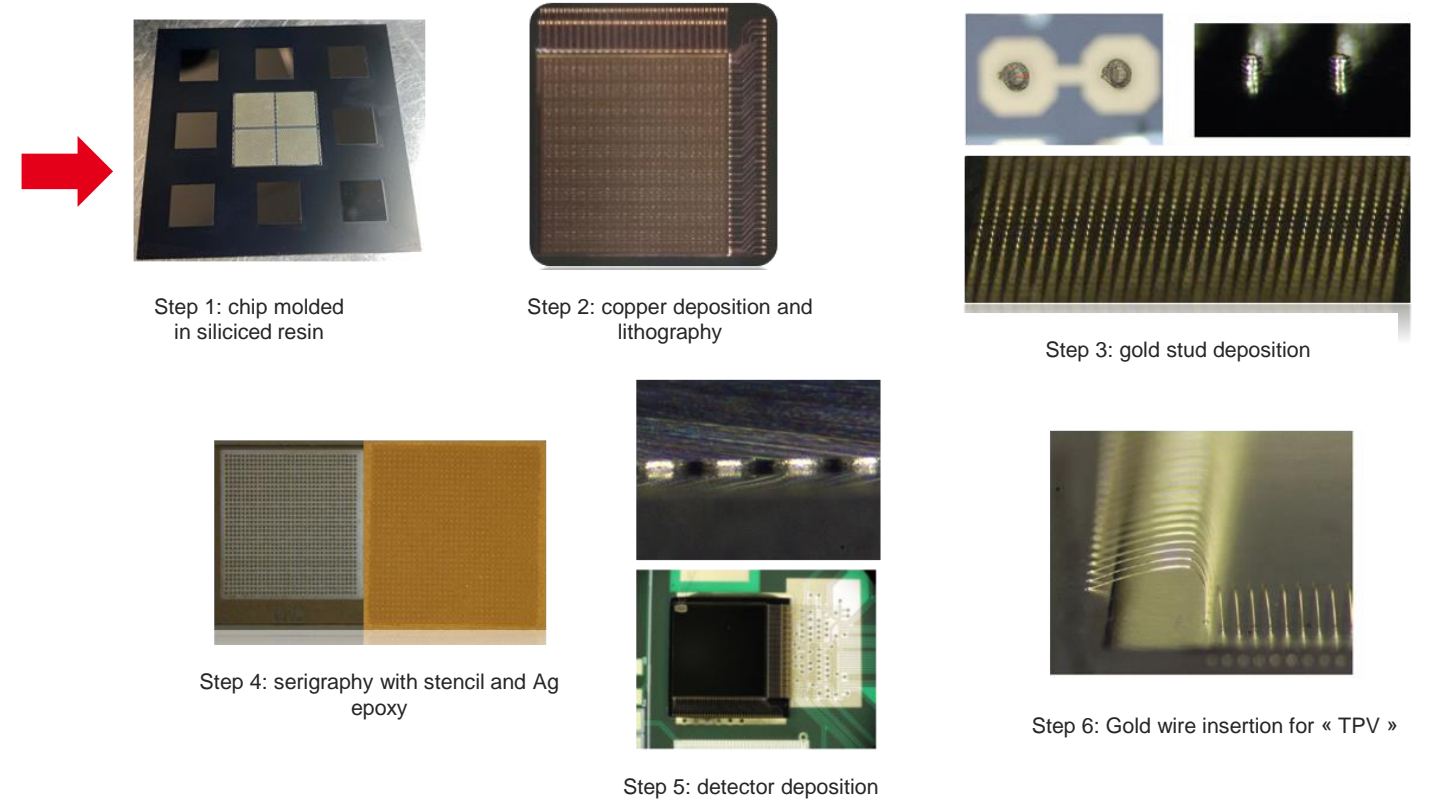 Step 1: chip molded
in siliciced resin
Step 2: copper deposition and
lithography
Step 3: gold stud deposition
Step 4: serigraphy with stencil and Ag
epoxy
Step 5: detector deposition
Step 6: Gold wire insertion for « TPV »